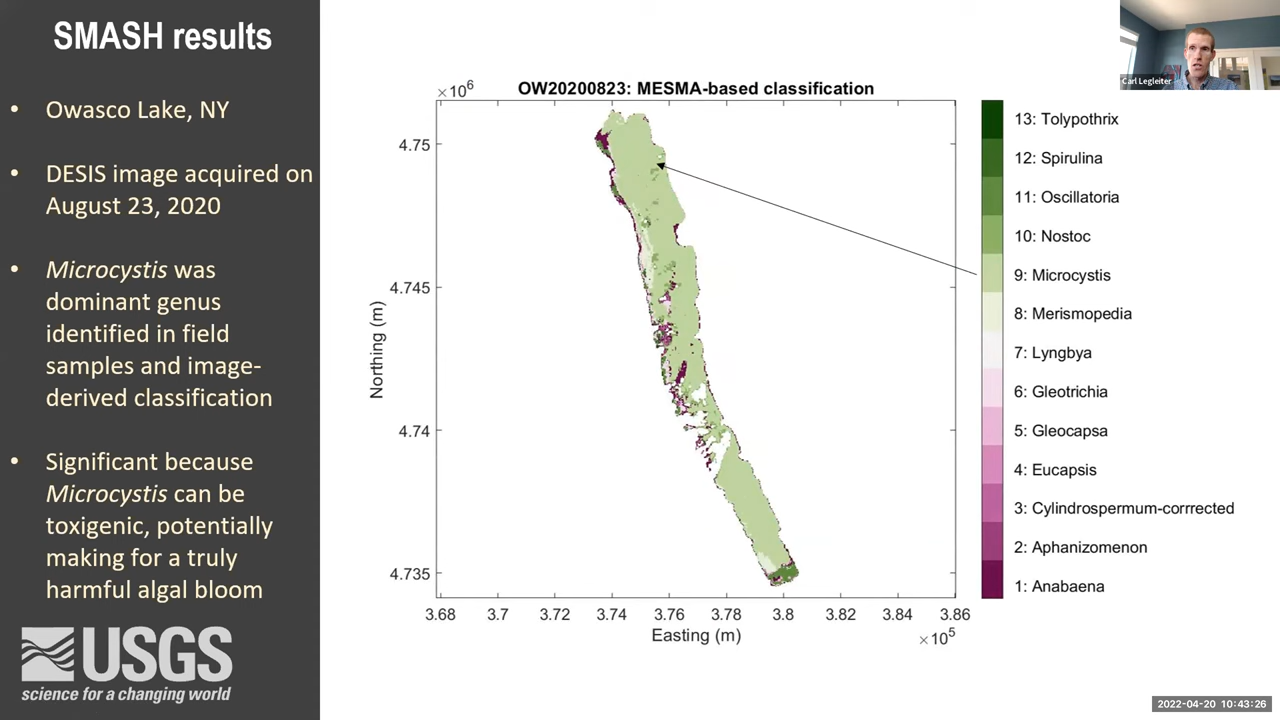 SMASH results
• Owasco Lake, NY
• DESIS image acquired on
August 23, 2020
• Microcystis was
dominant genus
identified in field
samples and image-
derived classification
• Significant because
Microcystis can be
toxigenic, potentially
making for a truly
harmful algal bloom
USGS
science for a changing world
OW20200823: MESMA-based classification
×10⁶
4.75
4.745
4.74
4.735
Northing (m)
3.68 3.7 3.72 3.74 3.76 3.78 3.8 3.82 3.84 3.86
Easting (m)
×10⁵
13: Tolypothrix
12: Spirulina
11: Oscillatoria
10: Nostoc
9: Microcystis
8: Merismopedia
7: Lyngbya
6: Gleotrichia
5: Gleocapsa
4: Eucapsis
3: Cylindrospermum-corrrected
2: Aphanizomenon
1: Anabaena
Carl Legleiter
2022-04-20 10:43:26